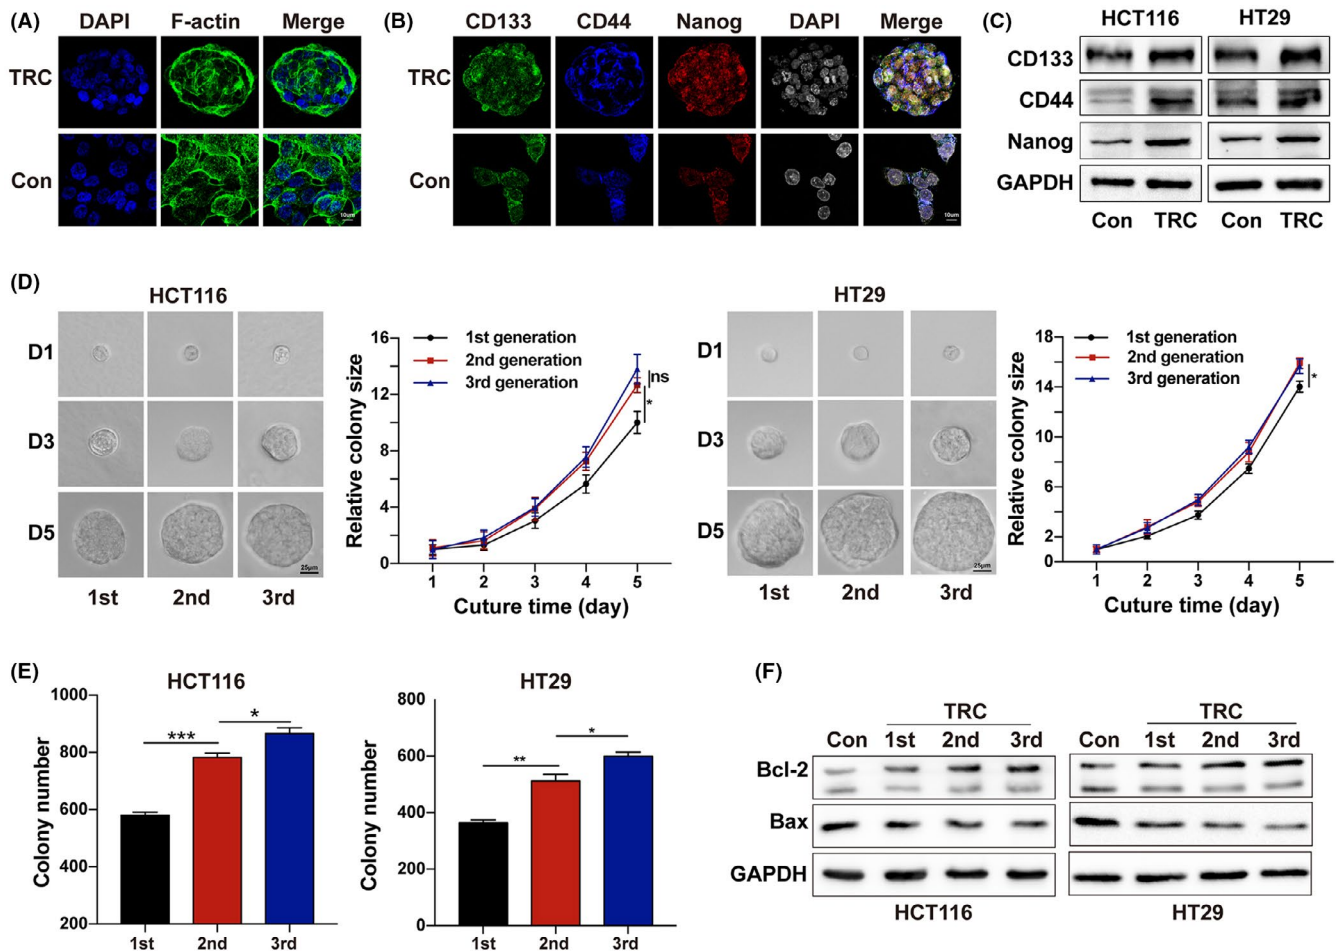 (A)
DAPI F-actin Merge
TRC
Con
10um
(B)
CD133 CD44 Nanog DAPI Merge
TRC
Con
10um
(C)
HCT116 HT29
CD133
CD44
Nanog
GAPDH
Con TRC Con TRC
(D)
HCT116
D1
D3
D5
25μm
1st 2nd 3rd
Relative colony size
16
12
8
4
0
1st generation
2nd generation
3rd generation
ns
*
1 2 3 4 5
Cuture time (day)
HT29
D1
D3
D5
25μm
1st 2nd 3rd
Relative colony size
18
14
10
6
2
0
1st generation
2nd generation
3rd generation
*
1 2 3 4 5
Cuture time (day)
(E)
HCT116
Colony number
1000
800
600
400
200
***
*
1st 2nd 3rd
HT29
Colony number
800
600
400
200
0
**
*
1st 2nd 3rd
(F)
TRC TRC
Con 1st 2nd 3rd Con 1st 2nd 3rd
Bcl-2
Bax
GAPDH
HCT116 HT29